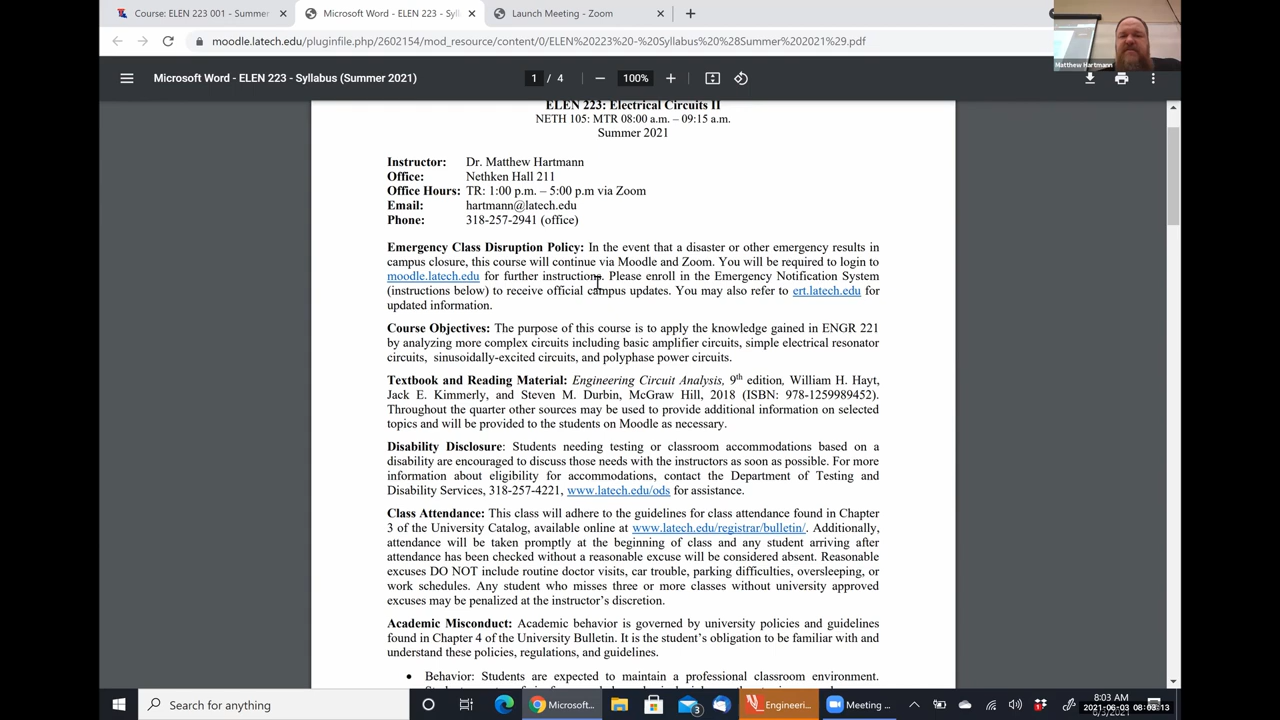 Course: ELEN 223 001 - Summer
Microsoft Word - ELEN 223 - Syll
Launch Meeting - Zoom
moodle.latech.edu/pluginfile.php/2602154/mod_resource/content/0/ELEN%20223%20-%20Syllabus%20%28Summer%202021%29.pdf
Matthew Hartmann
Microsoft Word - ELEN 223 - Syllabus (Summer 2021)
1 / 4
100%
ELEN 223: Electrical Circuits II
NETH 105: MTR 08:00 a.m. – 09:15 a.m.
Summer 2021
Instructor: Dr. Matthew Hartmann
Office: Nethken Hall 211
Office Hours: TR: 1:00 p.m. – 5:00 p.m via Zoom
Email: hartmann@latech.edu
Phone: 318-257-2941 (office)
Emergency Class Disruption Policy: In the event that a disaster or other emergency results in
campus closure, this course will continue via Moodle and Zoom. You will be required to login to
moodle.latech.edu for further instructions. Please enroll in the Emergency Notification System
(instructions below) to receive official campus updates. You may also refer to ert.latech.edu for
updated information.
Course Objectives: The purpose of this course is to apply the knowledge gained in ENGR 221
by analyzing more complex circuits including basic amplifier circuits, simple electrical resonator
circuits, sinusoidally-excited circuits, and polyphase power circuits.
Textbook and Reading Material: Engineering Circuit Analysis, 9th edition, William H. Hayt,
Jack E. Kimmerly, and Steven M. Durbin, McGraw Hill, 2018 (ISBN: 978-1259989452).
Throughout the quarter other sources may be used to provide additional information on selected
topics and will be provided to the students on Moodle as necessary.
Disability Disclosure: Students needing testing or classroom accommodations based on a
disability are encouraged to discuss those needs with the instructors as soon as possible. For more
information about eligibility for accommodations, contact the Department of Testing and
Disability Services, 318-257-4221, www.latech.edu/ods for assistance.
Class Attendance: This class will adhere to the guidelines for class attendance found in Chapter
3 of the University Catalog, available online at www.latech.edu/registrar/bulletin/. Additionally,
attendance will be taken promptly at the beginning of class and any student arriving after
attendance has been checked without a reasonable excuse will be considered absent. Reasonable
excuses DO NOT include routine doctor visits, car trouble, parking difficulties, oversleeping, or
work schedules. Any student who misses three or more classes without university approved
excuses may be penalized at the instructor's discretion.
Academic Misconduct: Academic behavior is governed by university policies and guidelines
found in Chapter 4 of the University Bulletin. It is the student's obligation to be familiar with and
understand these policies, regulations, and guidelines.
• Behavior: Students are expected to maintain a professional classroom environment.
Search for anything
Microsof...
3
Engineeri...
Meeting ...
8:03 AM
2021-06-03 08:03:13